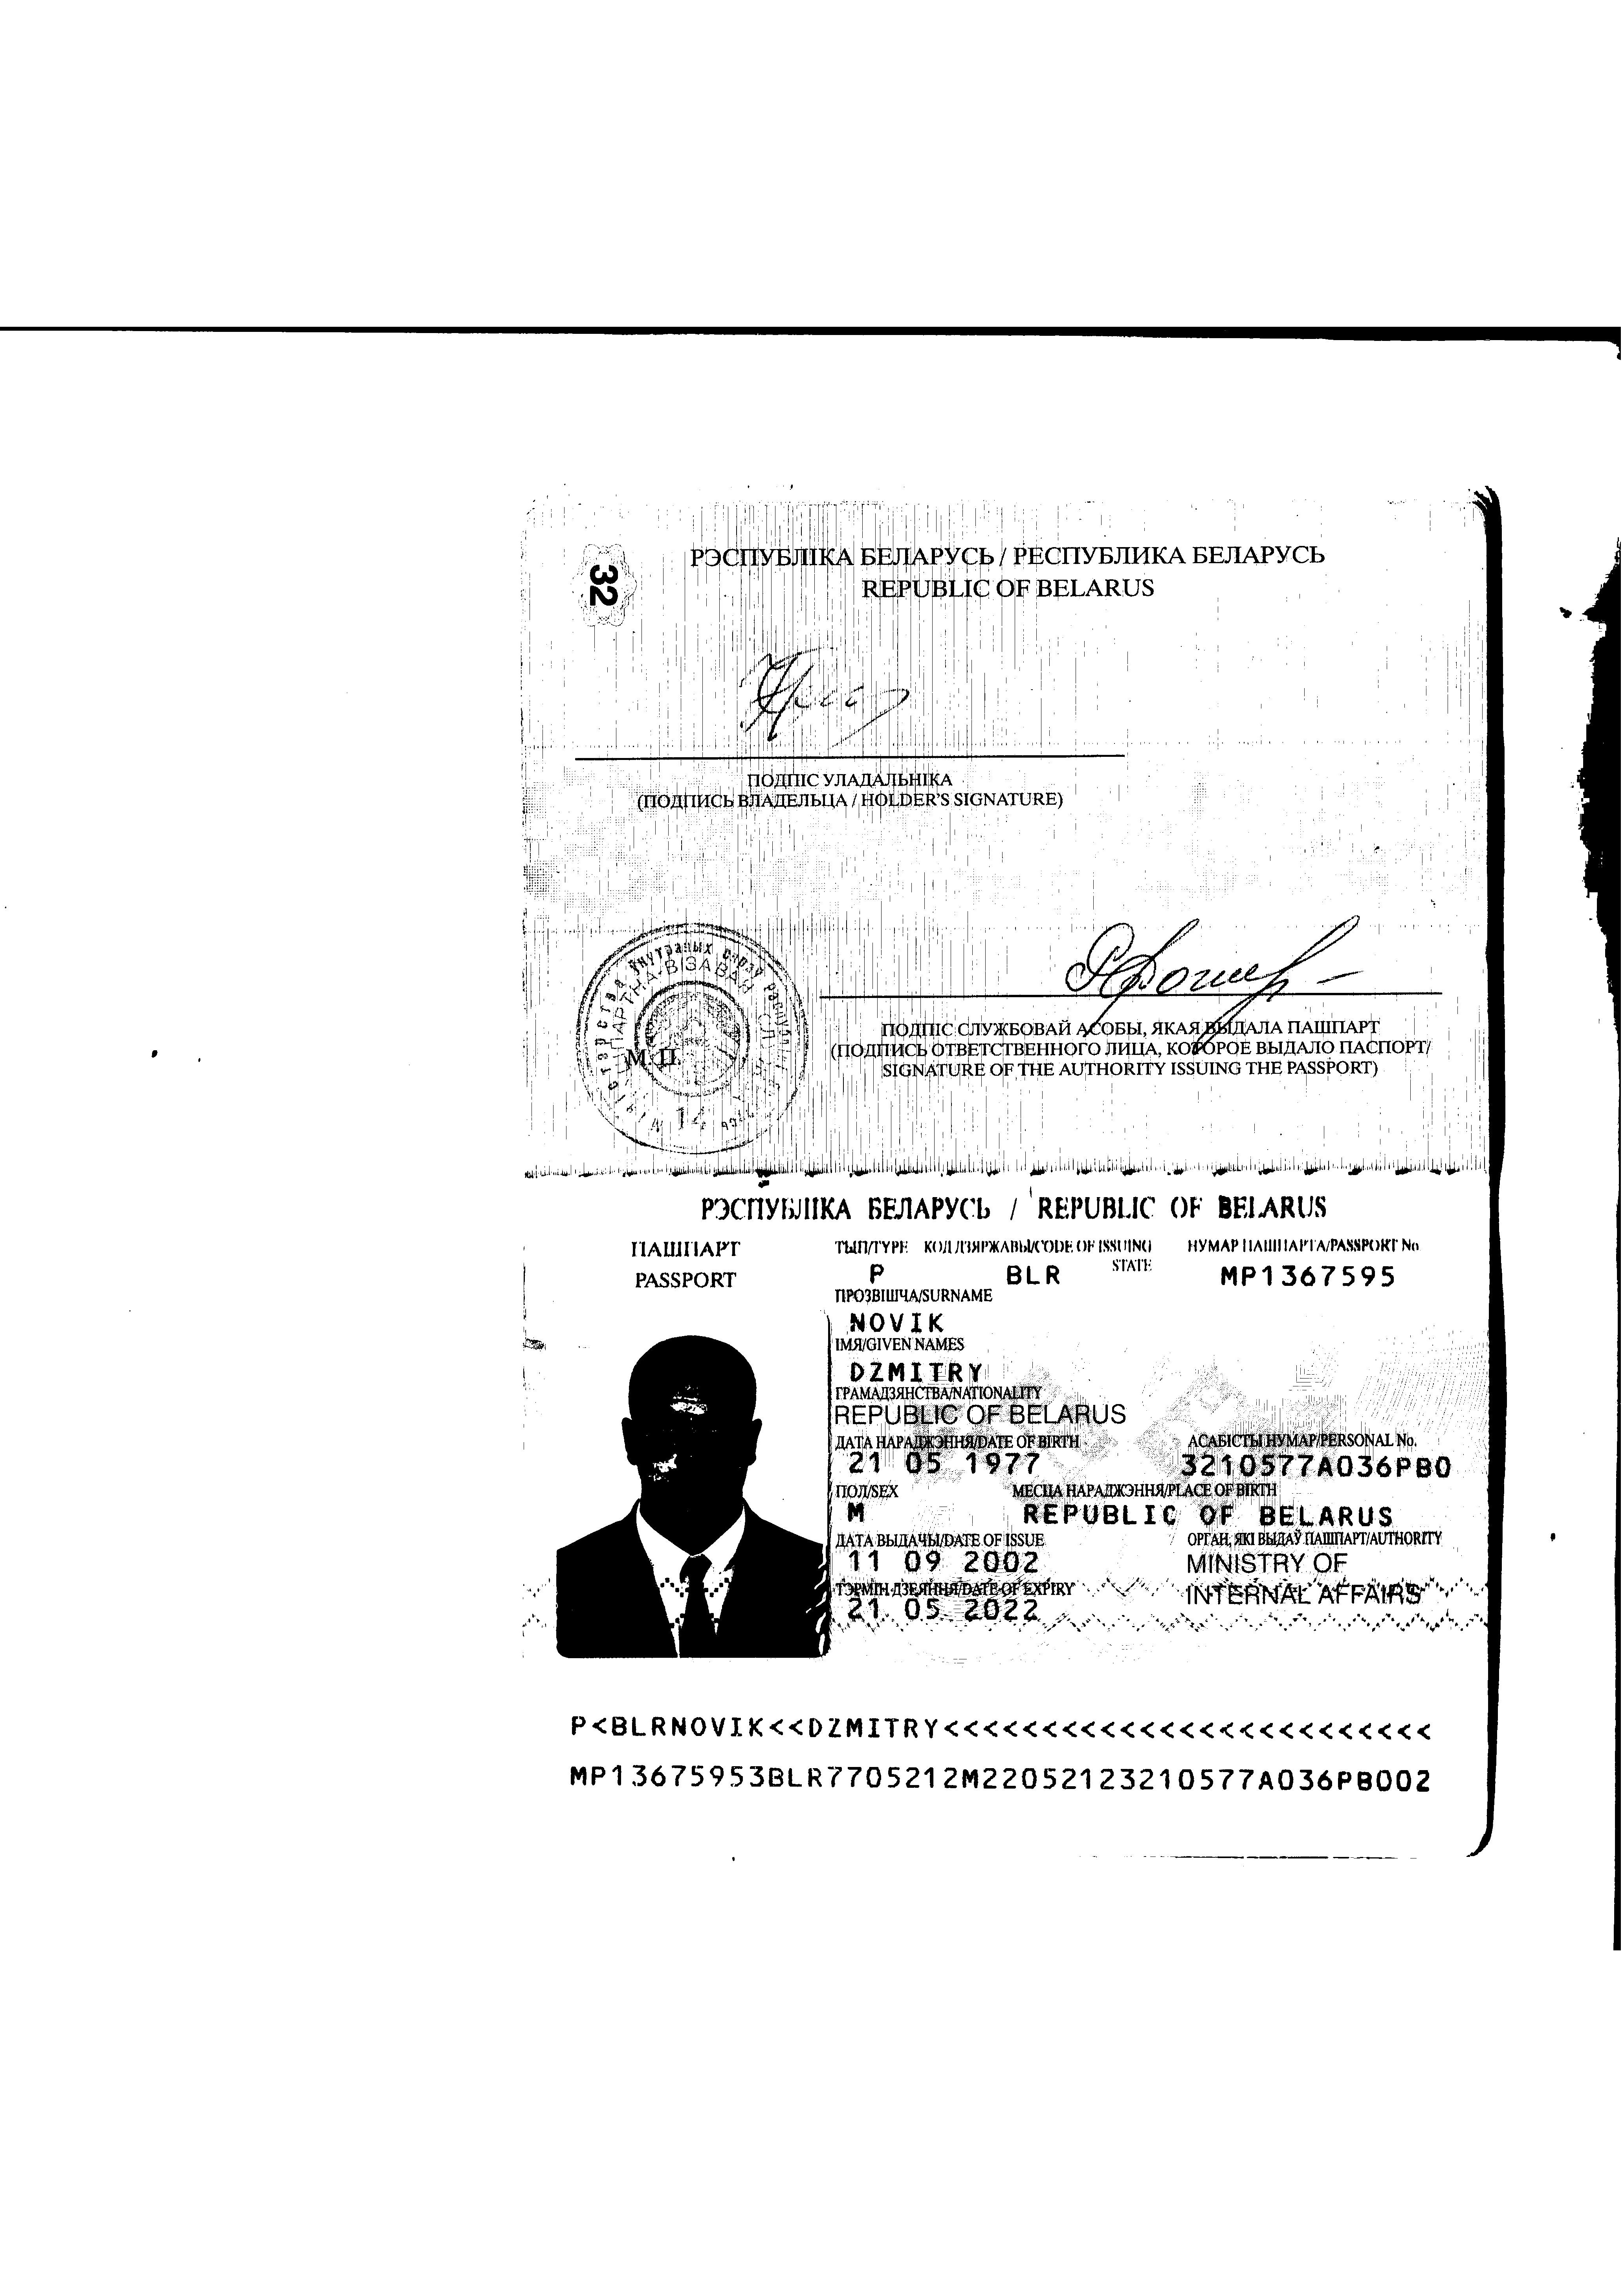 32
РЭСПУБЛІКА БЕЛАРУСЬ / РЕСПУБЛИКА БЕЛАРУСЬ
REPUBLIC OF BELARUS
ПОДПІС УЛАДАЛЬНІКА
(ПОДПИСЬ ВЛАДЕЛЬЦА / HOLDER'S SIGNATURE)
М.П.
ПОДПІС СЛУЖБОВАЙ АСОБЫ, ЯКАЯ ВЫДАЛА ПАШПАРТ
(ПОДПИСЬ ОТВЕТСТВЕННОГО ЛИЦА, КОТОРОЕ ВЫДАЛО ПАСПОРТ/
SIGNATURE OF THE AUTHORITY ISSUING THE PASSPORT)
РЭСПУБЛІКА БЕЛАРУСЬ / REPUBLIC OF BELARUS
ПАШПАРТ ТЫП/TYPE КОД ДЗЯРЖАВЫ/CODE OF ISSUING STATE НУМАР ПАШПАРТА/PASSPORT No
PASSPORT P BLR MP1367595
ПРОЗВІШЧА/SURNAME
NOVIK
ІМЯ/GIVEN NAMES
DZMITRY
ГРАМАДЗЯНСТВА/NATIONALITY
REPUBLIC OF BELARUS
ДАТА НАРАДЖЭННЯ/DATE OF BIRTH АСАБІСТЫ НУМАР/PERSONAL No.
21 05 1977 3210577A036PB0
ПОЛ/SEX МЕСЦА НАРАДЖЭННЯ/PLACE OF BIRTH
M REPUBLIC OF BELARUS
ДАТА ВЫДАЧЫ/DATE OF ISSUE ОРГАН, ЯКІ ВЫДАЎ ПАШПАРТ/AUTHORITY
11 09 2002 MINISTRY OF
ТЭРМІН ДЗЕЯННЯ/DATE OF EXPIRY INTERNAL AFFAIRS
21 05 2022
P<BLRNOVIK<<DZMITRY<<<<<<<<<<<<<<<<<<<<<<<<<
MP13675953BLR7705212M22052123210577A036PB002